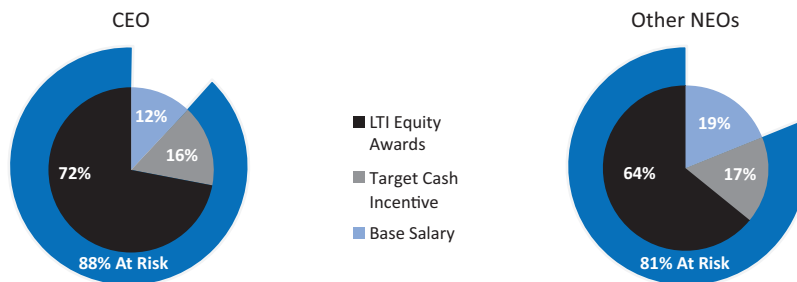 CEO
12%
16%
72%
88% At Risk
LTI Equity
Awards
Target Cash
Incentive
Base Salary
Other NEOs
19%
17%
64%
81% At Risk